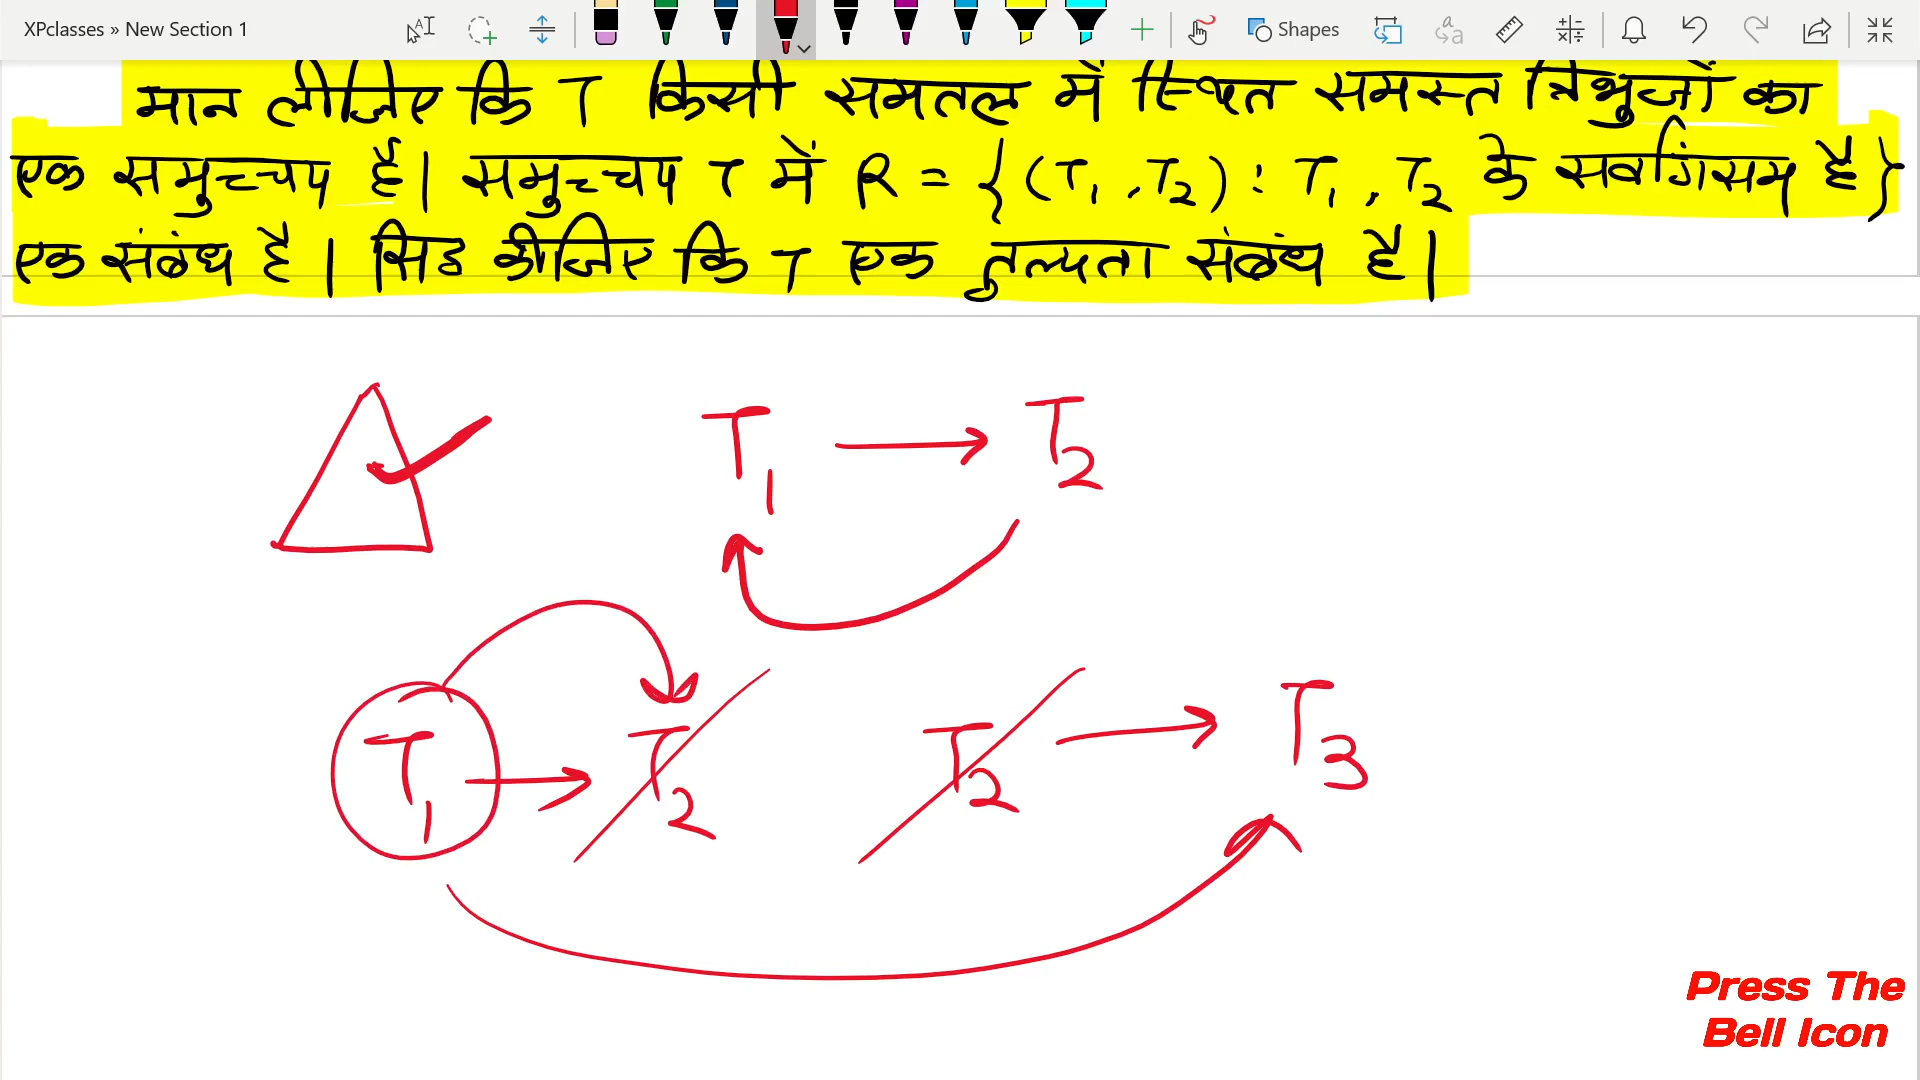 XPclasses » New Section 1
Shapes
मान लीजिए कि T किसी समतल में स्थित समस्त त्रिभुजों का
एक समुच्चय है। समुच्चय T में R = {(T₁, T₂) : T₁, T₂ के सर्वांगसम है}
एक संबंध है। सिद्ध कीजिए कि T एक तुल्यता संबंध है।
T₁ → T₂
T₁ → T₂ T₂ → T₃
Press The
Bell Icon